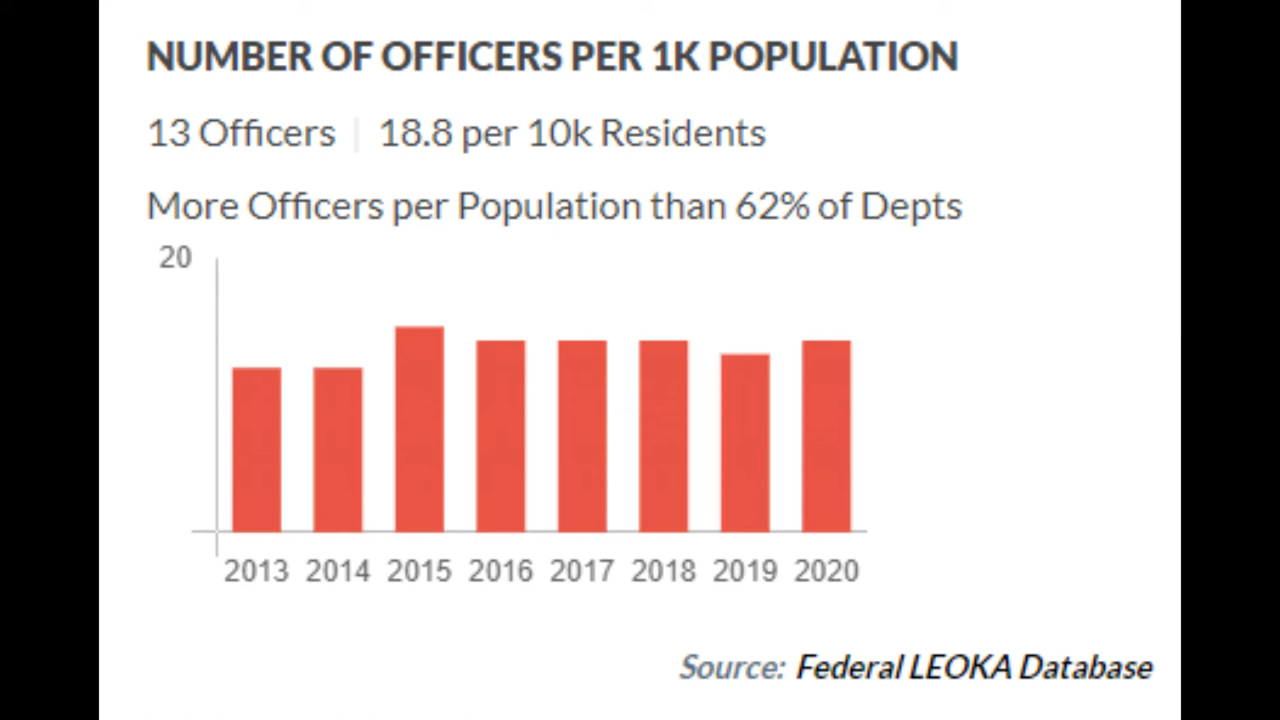 NUMBER OF OFFICERS PER 1K POPULATION
13 Officers | 18.8 per 10k Residents
More Officers per Population than 62% of Depts
20
2013 2014 2015 2016 2017 2018 2019 2020
Source: Federal LEOKA Database